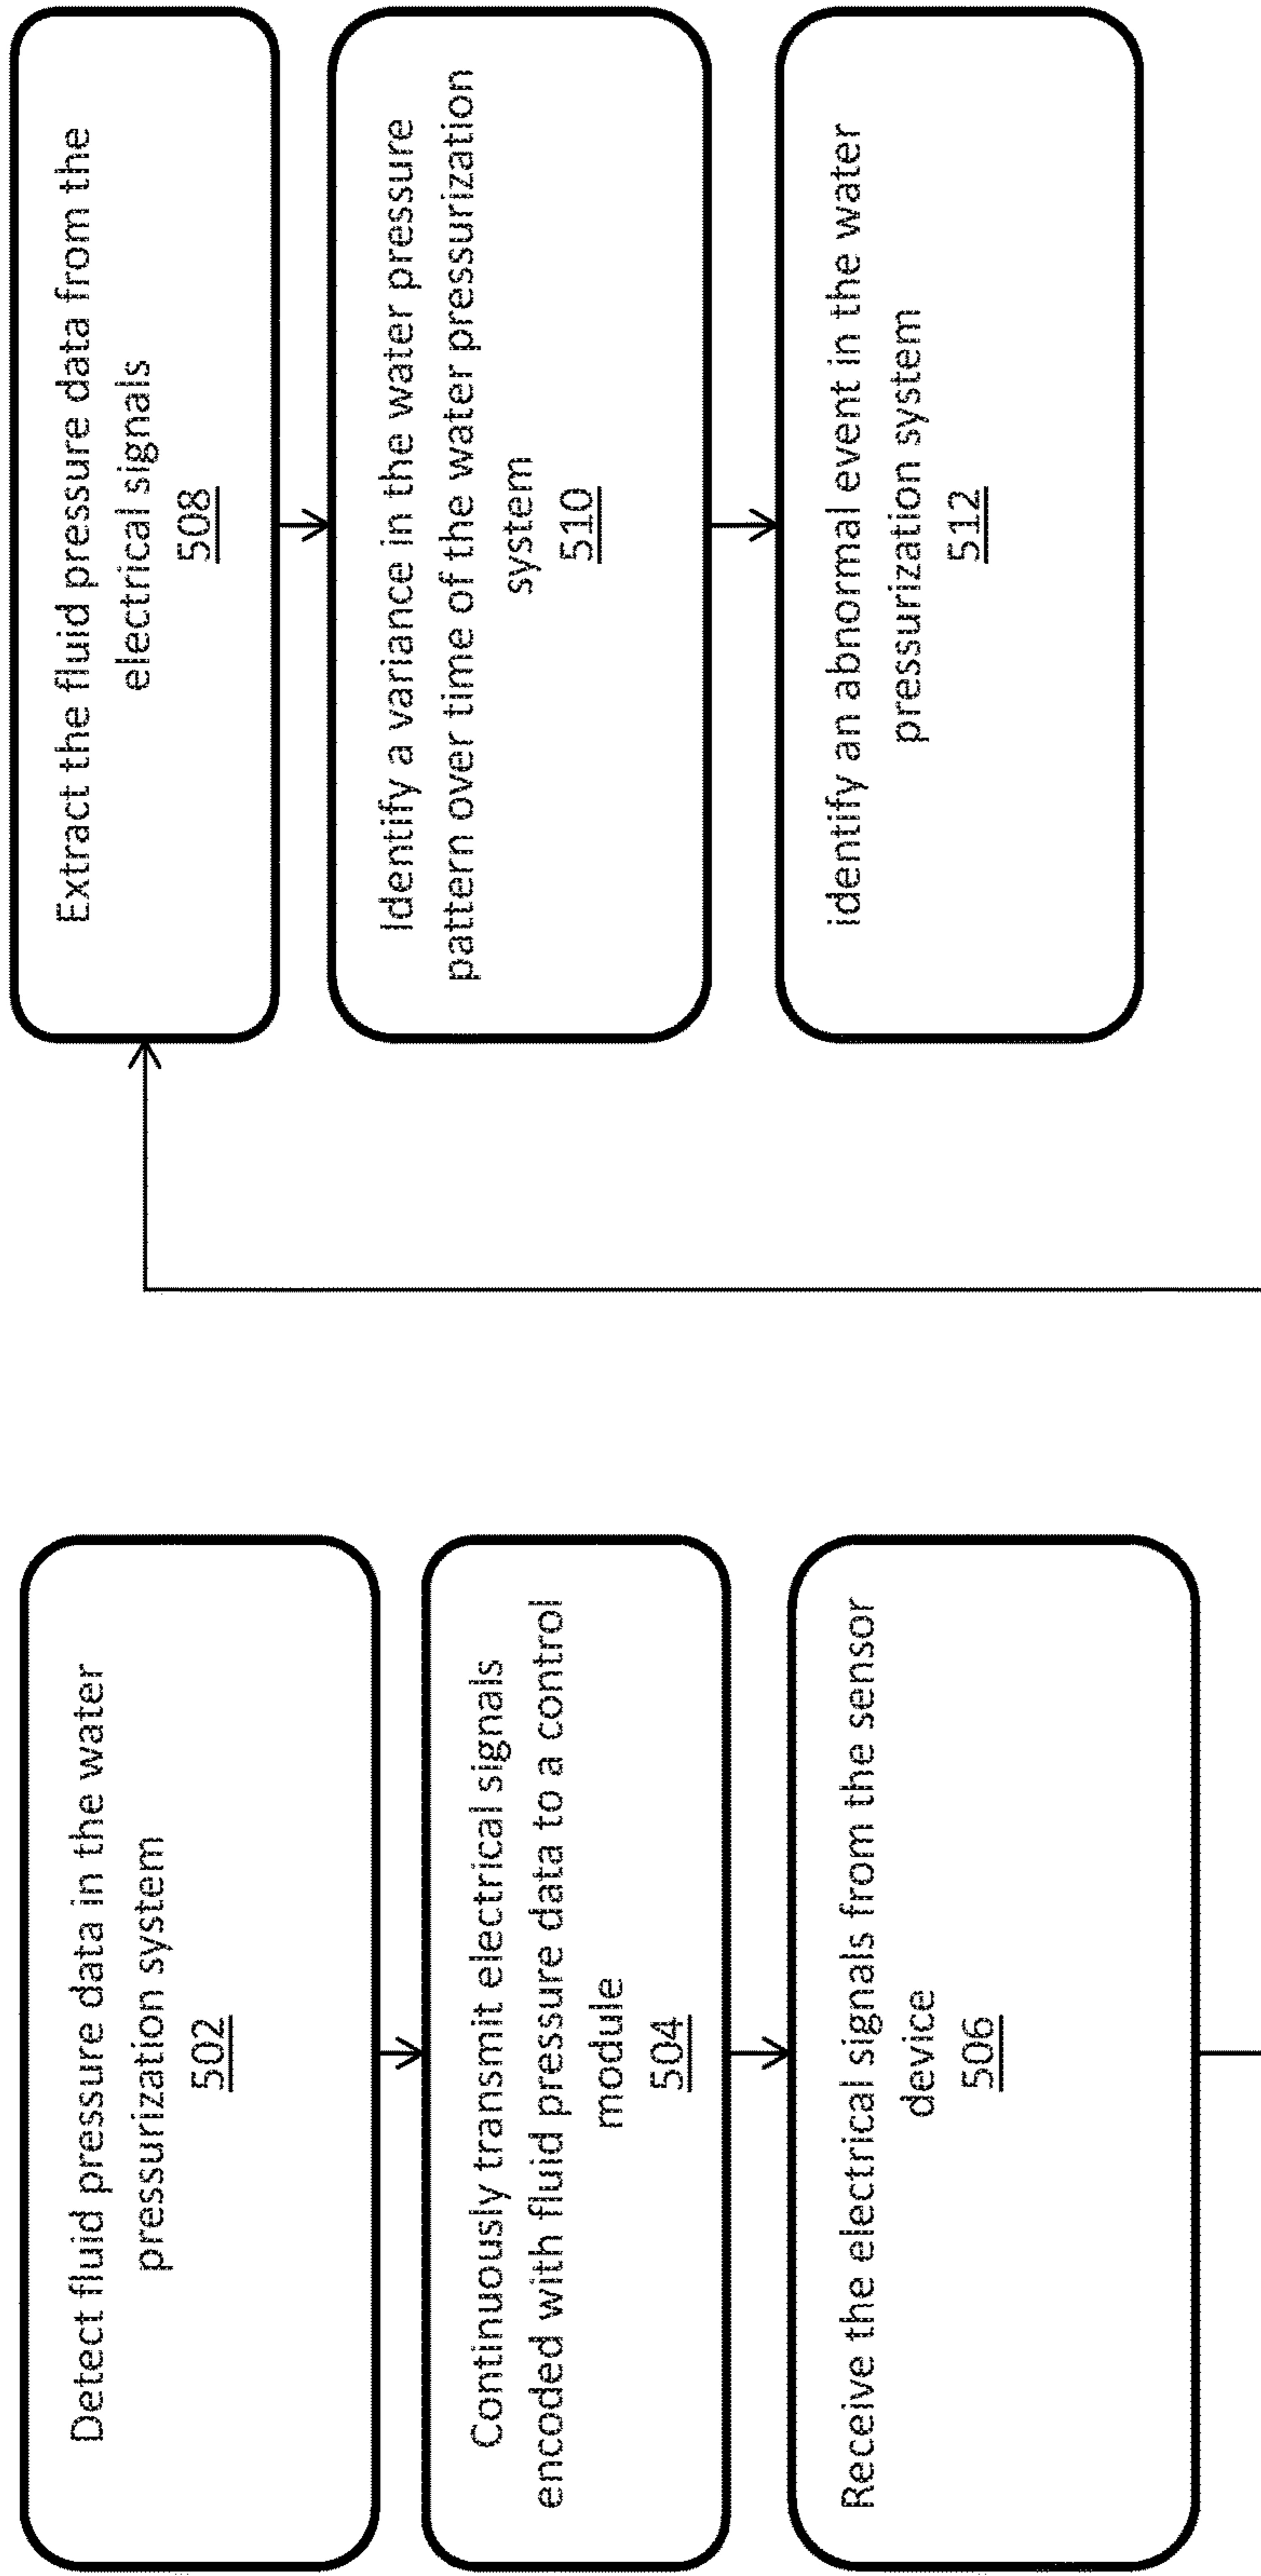 Detect fluid pressure data in the water
pressurization system
502
Continuously transmit electrical signals
encoded with fluid pressure data to a control
module
504
Receive the electrical signals from the sensor
device
506
Extract the fluid pressure data from the
electrical signals
508
Identify a variance in the water pressure
pattern over time of the water pressurization
system
510
identify an abnormal event in the water
pressurization system
512